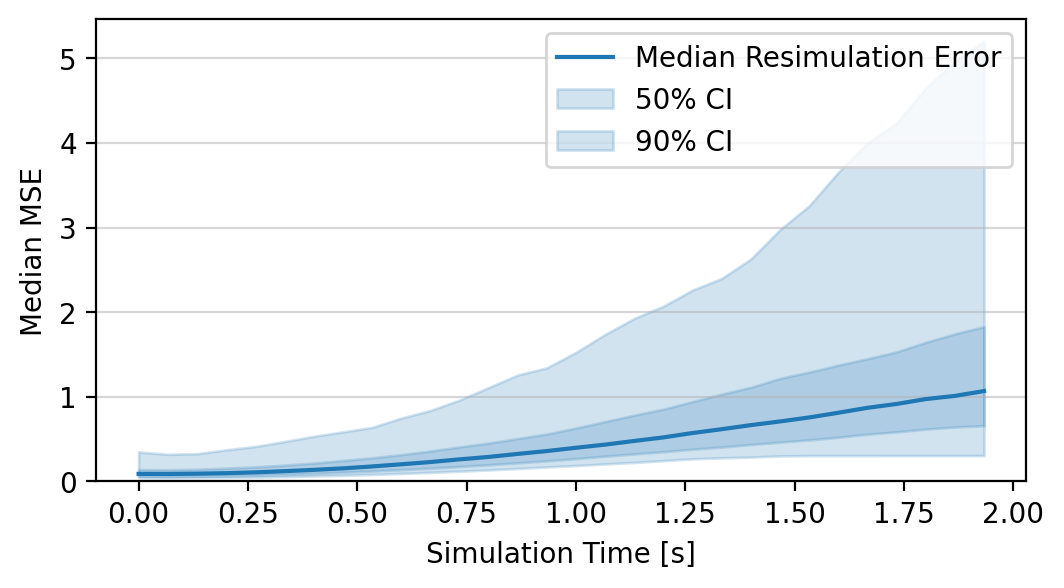 Median Resimulation Error
50% CI
90% CI
5
4
3
2
1
0
Median MSE
0.00 0.25 0.50 0.75 1.00 1.25 1.50 1.75 2.00
Simulation Time [s]